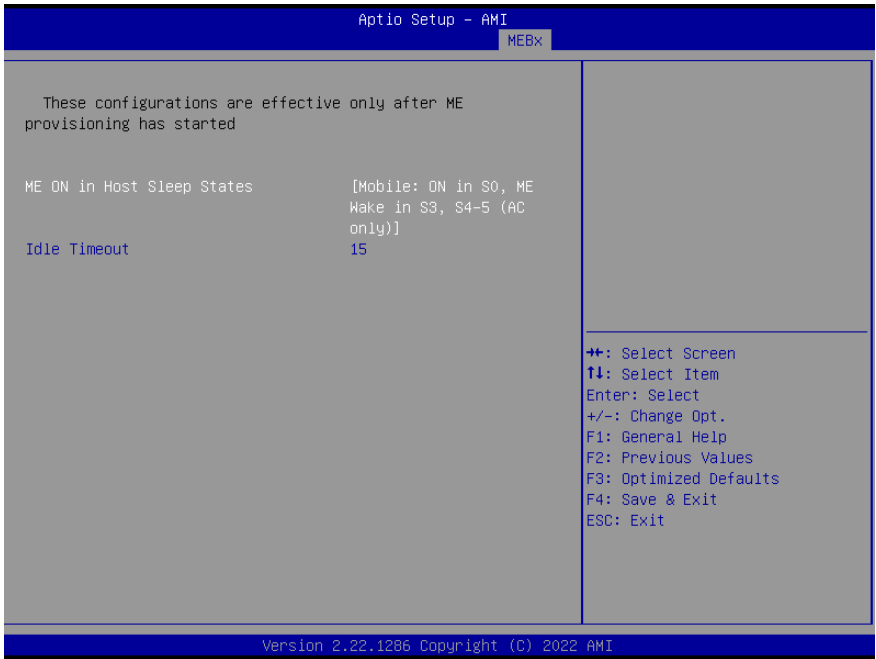 Aptio Setup – AMI
MEBx
These configurations are effective only after ME
provisioning has started
ME ON in Host Sleep States [Mobile: ON in S0, ME
Wake in S3, S4–5 (AC
only)]
Idle Timeout 15
→←: Select Screen
↑↓: Select Item
Enter: Select
+/–: Change Opt.
F1: General Help
F2: Previous Values
F3: Optimized Defaults
F4: Save & Exit
ESC: Exit
Version 2.22.1286 Copyright (C) 2022 AMI